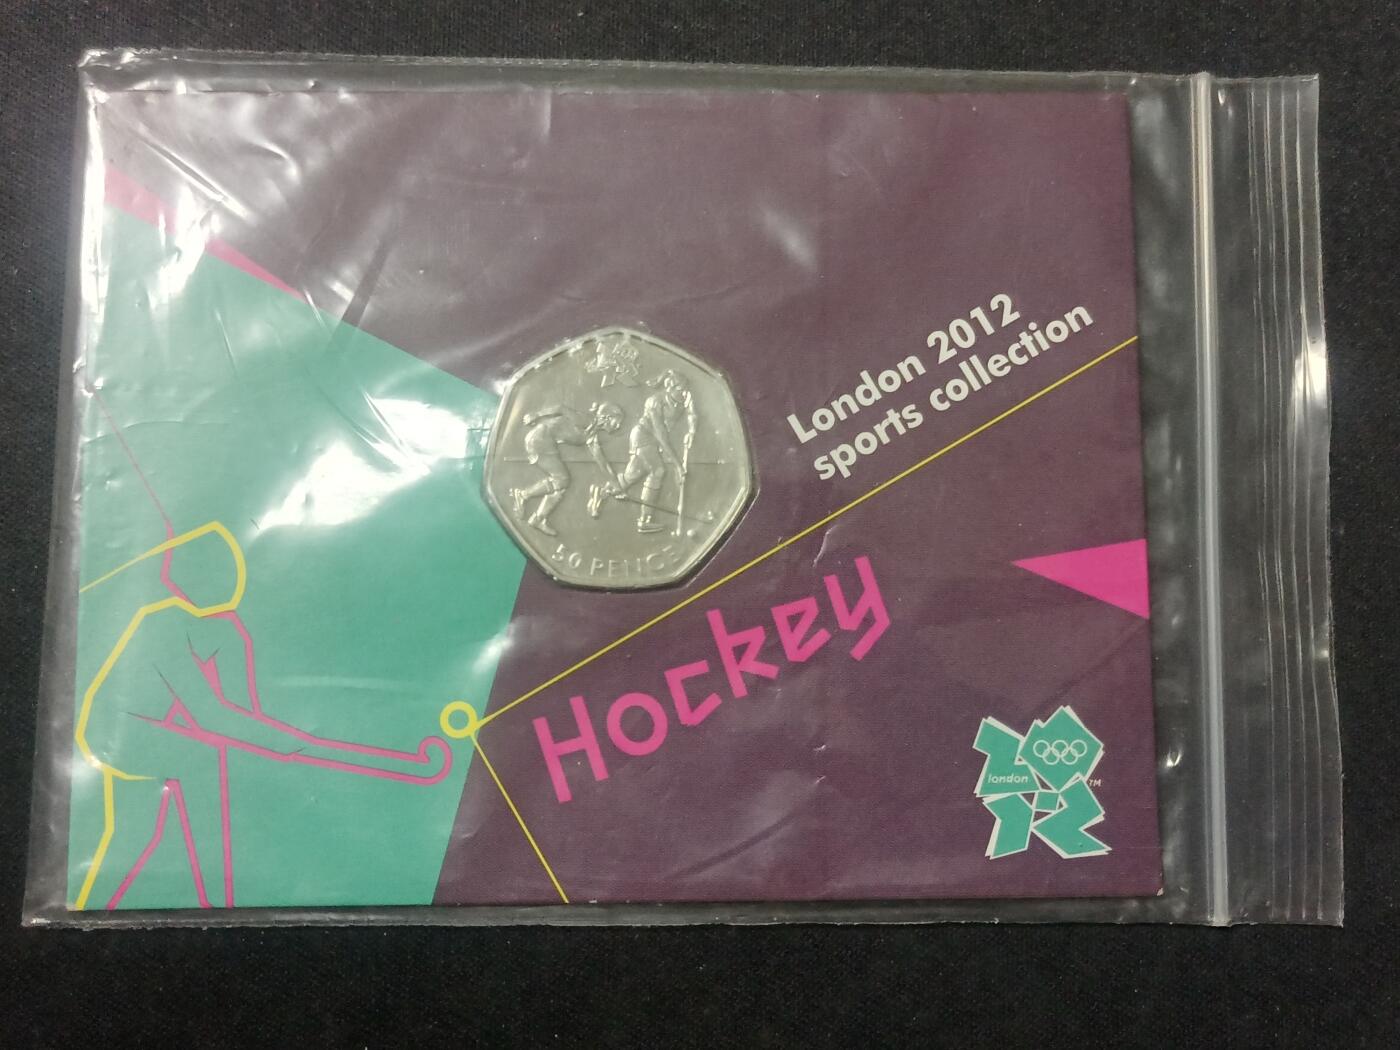 London 2012
sports collection
50 PENCE
Hockey
london
TM